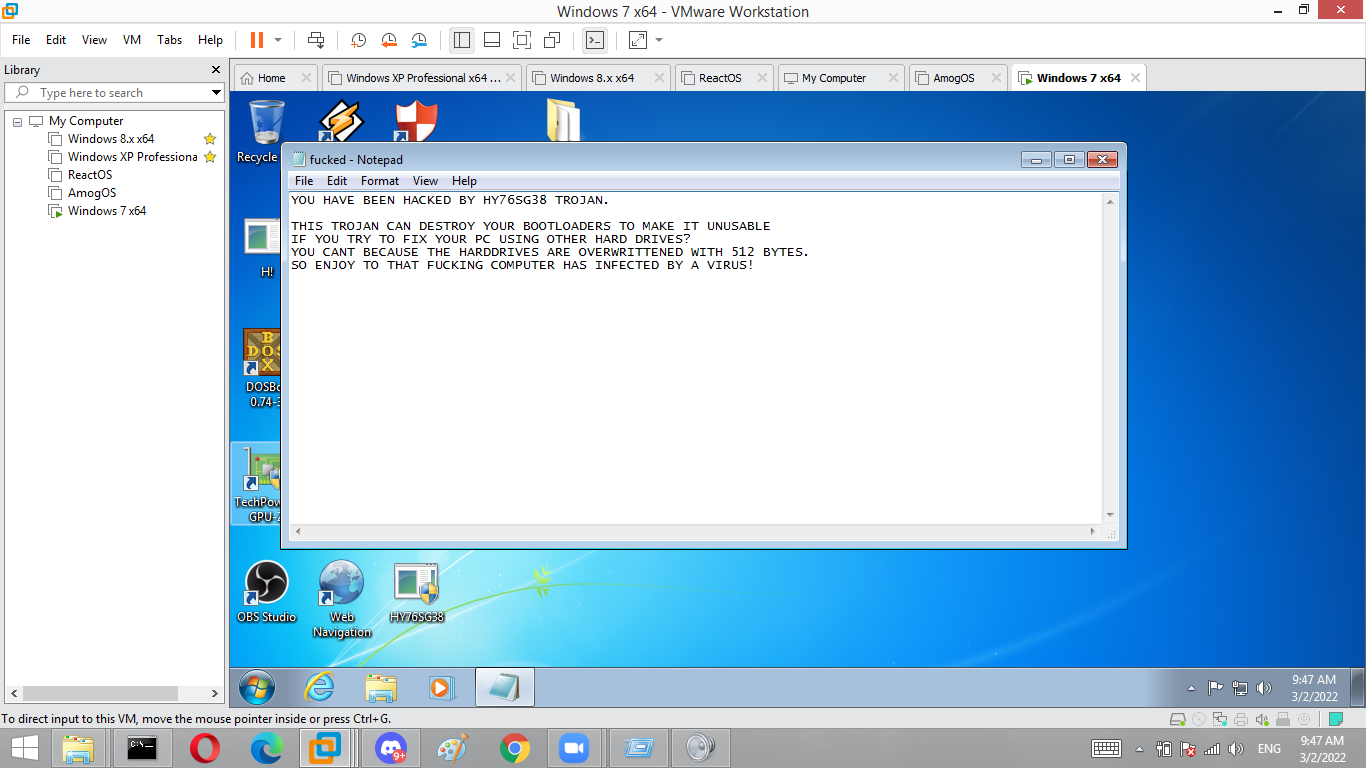 Windows 7 x64 - VMware Workstation
File Edit View VM Tabs Help
Library
Type here to search
My Computer
Windows 8.x x64
Windows XP Professiona
ReactOS
AmogOS
Windows 7 x64
Home Windows XP Professional x64 ... Windows 8.x x64 ReactOS My Computer AmogOS Windows 7 x64
Recycle
H!
DOSB
0.74-
TechPow
GPU-
fucked - Notepad
File Edit Format View Help
YOU HAVE BEEN HACKED BY HY76SG38 TROJAN.
THIS TROJAN CAN DESTROY YOUR BOOTLOADERS TO MAKE IT UNUSABLE
IF YOU TRY TO FIX YOUR PC USING OTHER HARD DRIVES?
YOU CANT BECAUSE THE HARDDRIVES ARE OVERWRITTENED WITH 512 BYTES.
SO ENJOY TO THAT FUCKING COMPUTER HAS INFECTED BY A VIRUS!
OBS Studio
Web
Navigation
HY76SG38
9:47 AM
3/2/2022
To direct input to this VM, move the mouse pointer inside or press Ctrl+G.
C:\_
9+
ENG
9:47 AM
3/2/2022